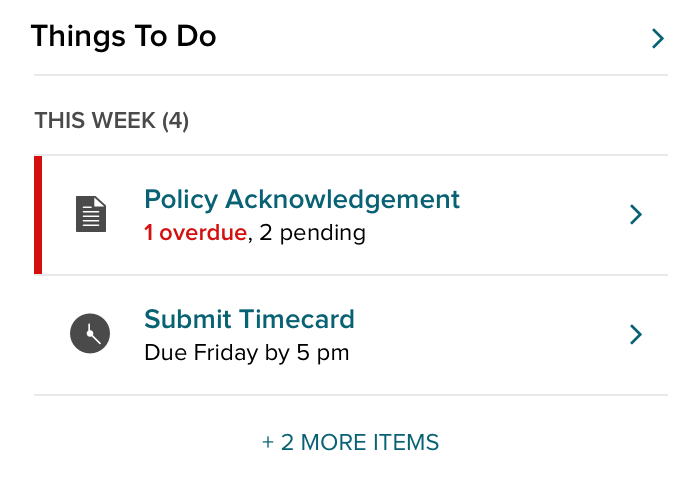 Things To Do
THIS WEEK (4)
Policy Acknowledgement
1 overdue, 2 pending
Submit Timecard
Due Friday by 5 pm
+ 2 MORE ITEMS